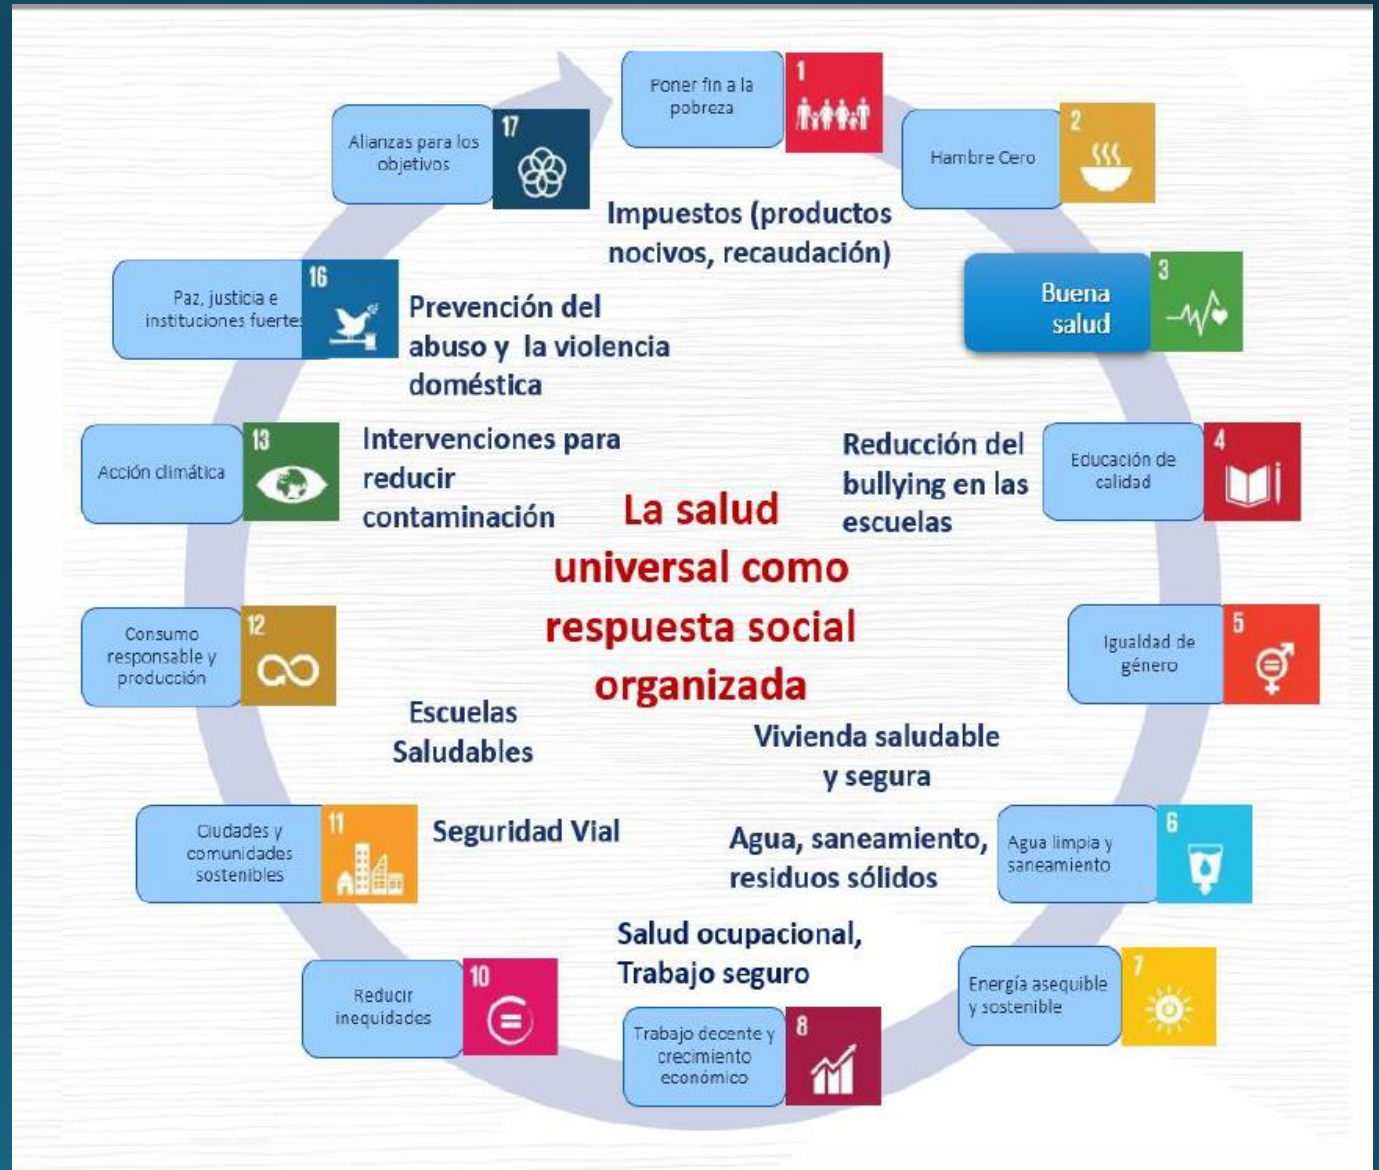 1
Poner fin a la
pobreza
2
Hambre Cero
3
Buena
salud
4
Educación de
calidad
5
Igualdad de
género
6
Agua limpia y
saneamiento
7
Energía asequible
y sostenible
8
Trabajo decente y
crecimiento
económico
10
Reducir
inequidades
11
Ciudades y
comunidades
sostenibles
12
Consumo
responsable y
producción
13
Acción climática
16
Paz, justicia e
instituciones fuertes
17
Alianzas para los
objetivos
Impuestos (productos
nocivos, recaudación)
Prevención del
abuso y la violencia
doméstica
Intervenciones para
reducir
contaminación
Reducción del
bullying en las
escuelas
La salud
universal como
respuesta social
organizada
Escuelas
Saludables
Vivienda saludable
y segura
Seguridad Vial
Agua, saneamiento,
residuos sólidos
Salud ocupacional,
Trabajo seguro